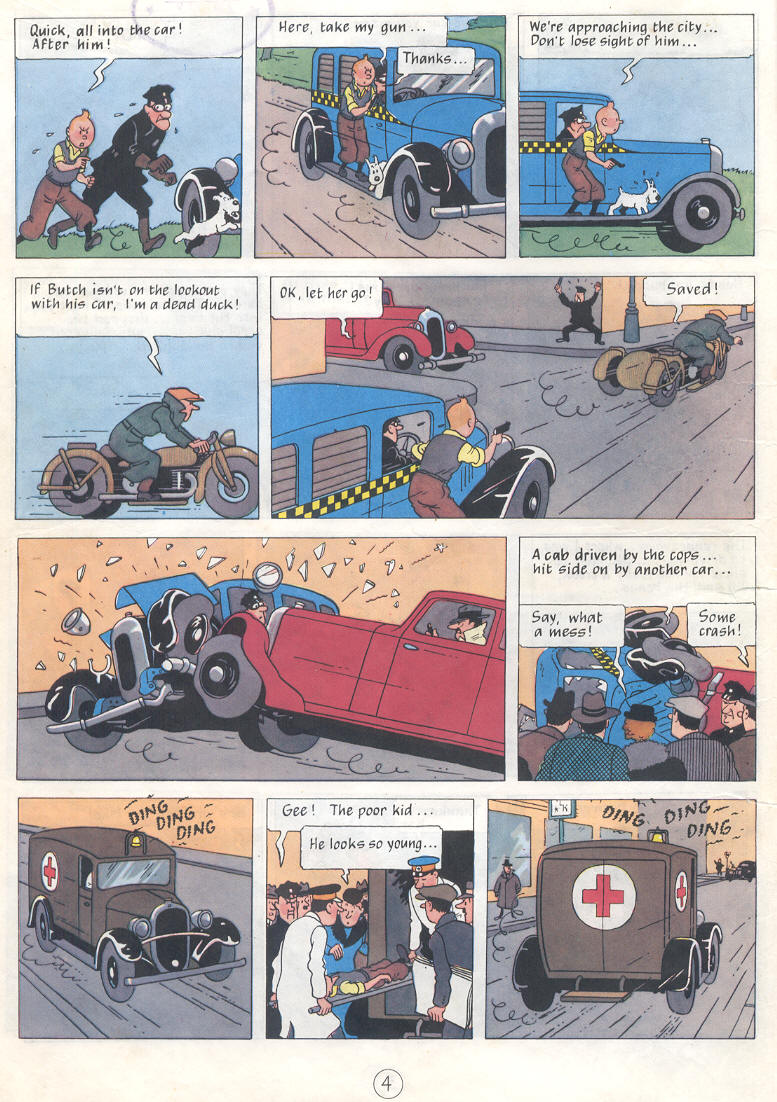 Quick, all into the car!
After him!
Here, take my gun...
Thanks...
We're approaching the city...
Don't lose sight of him...
If Butch isn't on the lookout
with his car, I'm a dead duck!
OK, let her go!
Saved!
A cab driven by the cops...
hit side on by another car...
Say, what
a mess!
Some
crash!
DING
DING
DING
Gee! The poor kid...
He looks so young...
DING
DING
DING
4